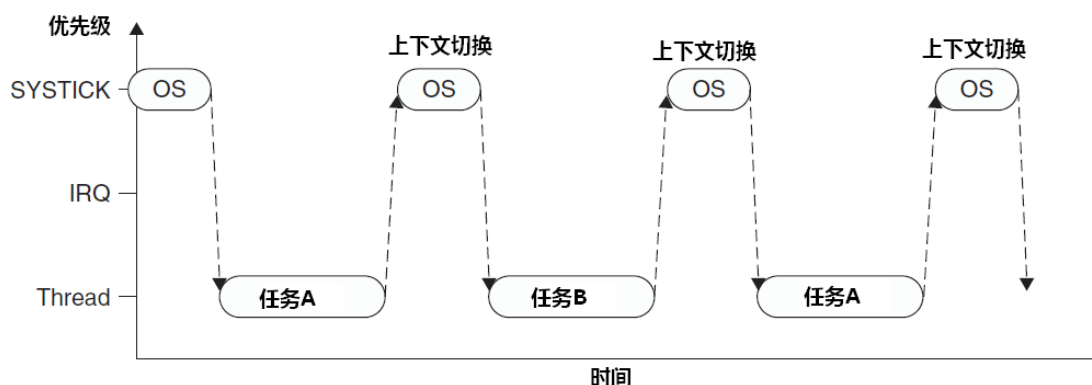 优先级
上下文切换
上下文切换
上下文切换
SYSTICK
OS
OS
OS
OS
IRQ
Thread
任务A
任务B
任务A
时间